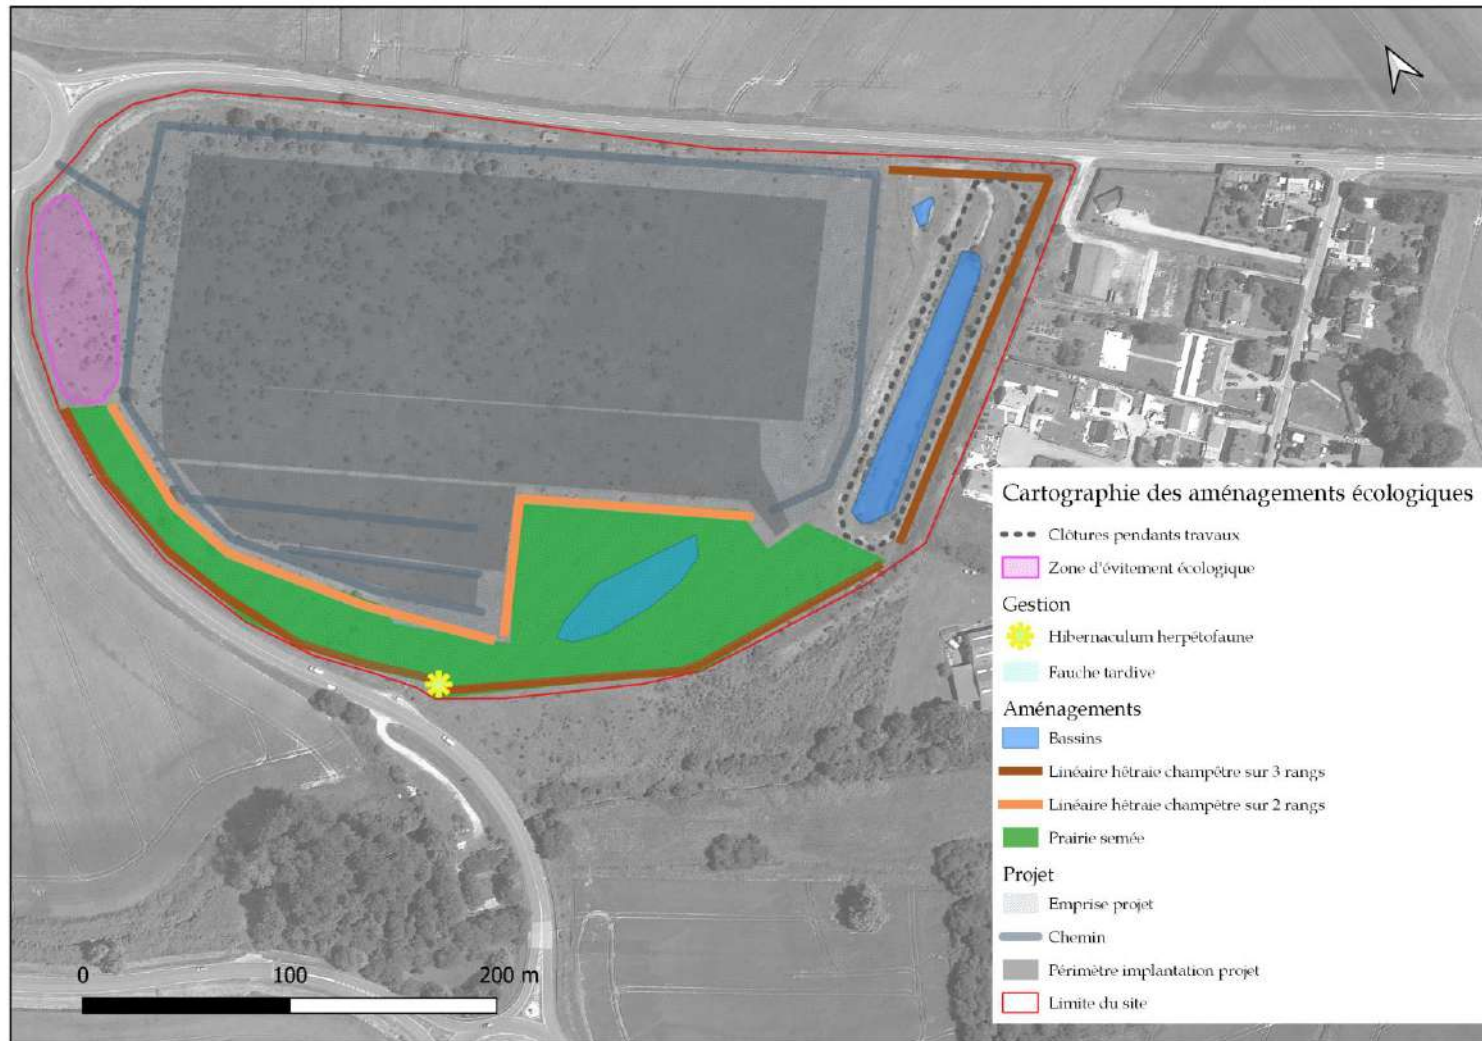 Cartographie des aménagements écologiques
Clôtures pendants travaux
Zone d'évitement écologique
Gestion
Hibernaculum herpétofaune
Fauche tardive
Aménagements
Bassins
Linéaire hêtraie champêtre sur 3 rangs
Linéaire hêtraie champêtre sur 2 rangs
Prairie semée
Projet
Emprise projet
Chemin
Périmètre implantation projet
Limite du site
0 100 200 m